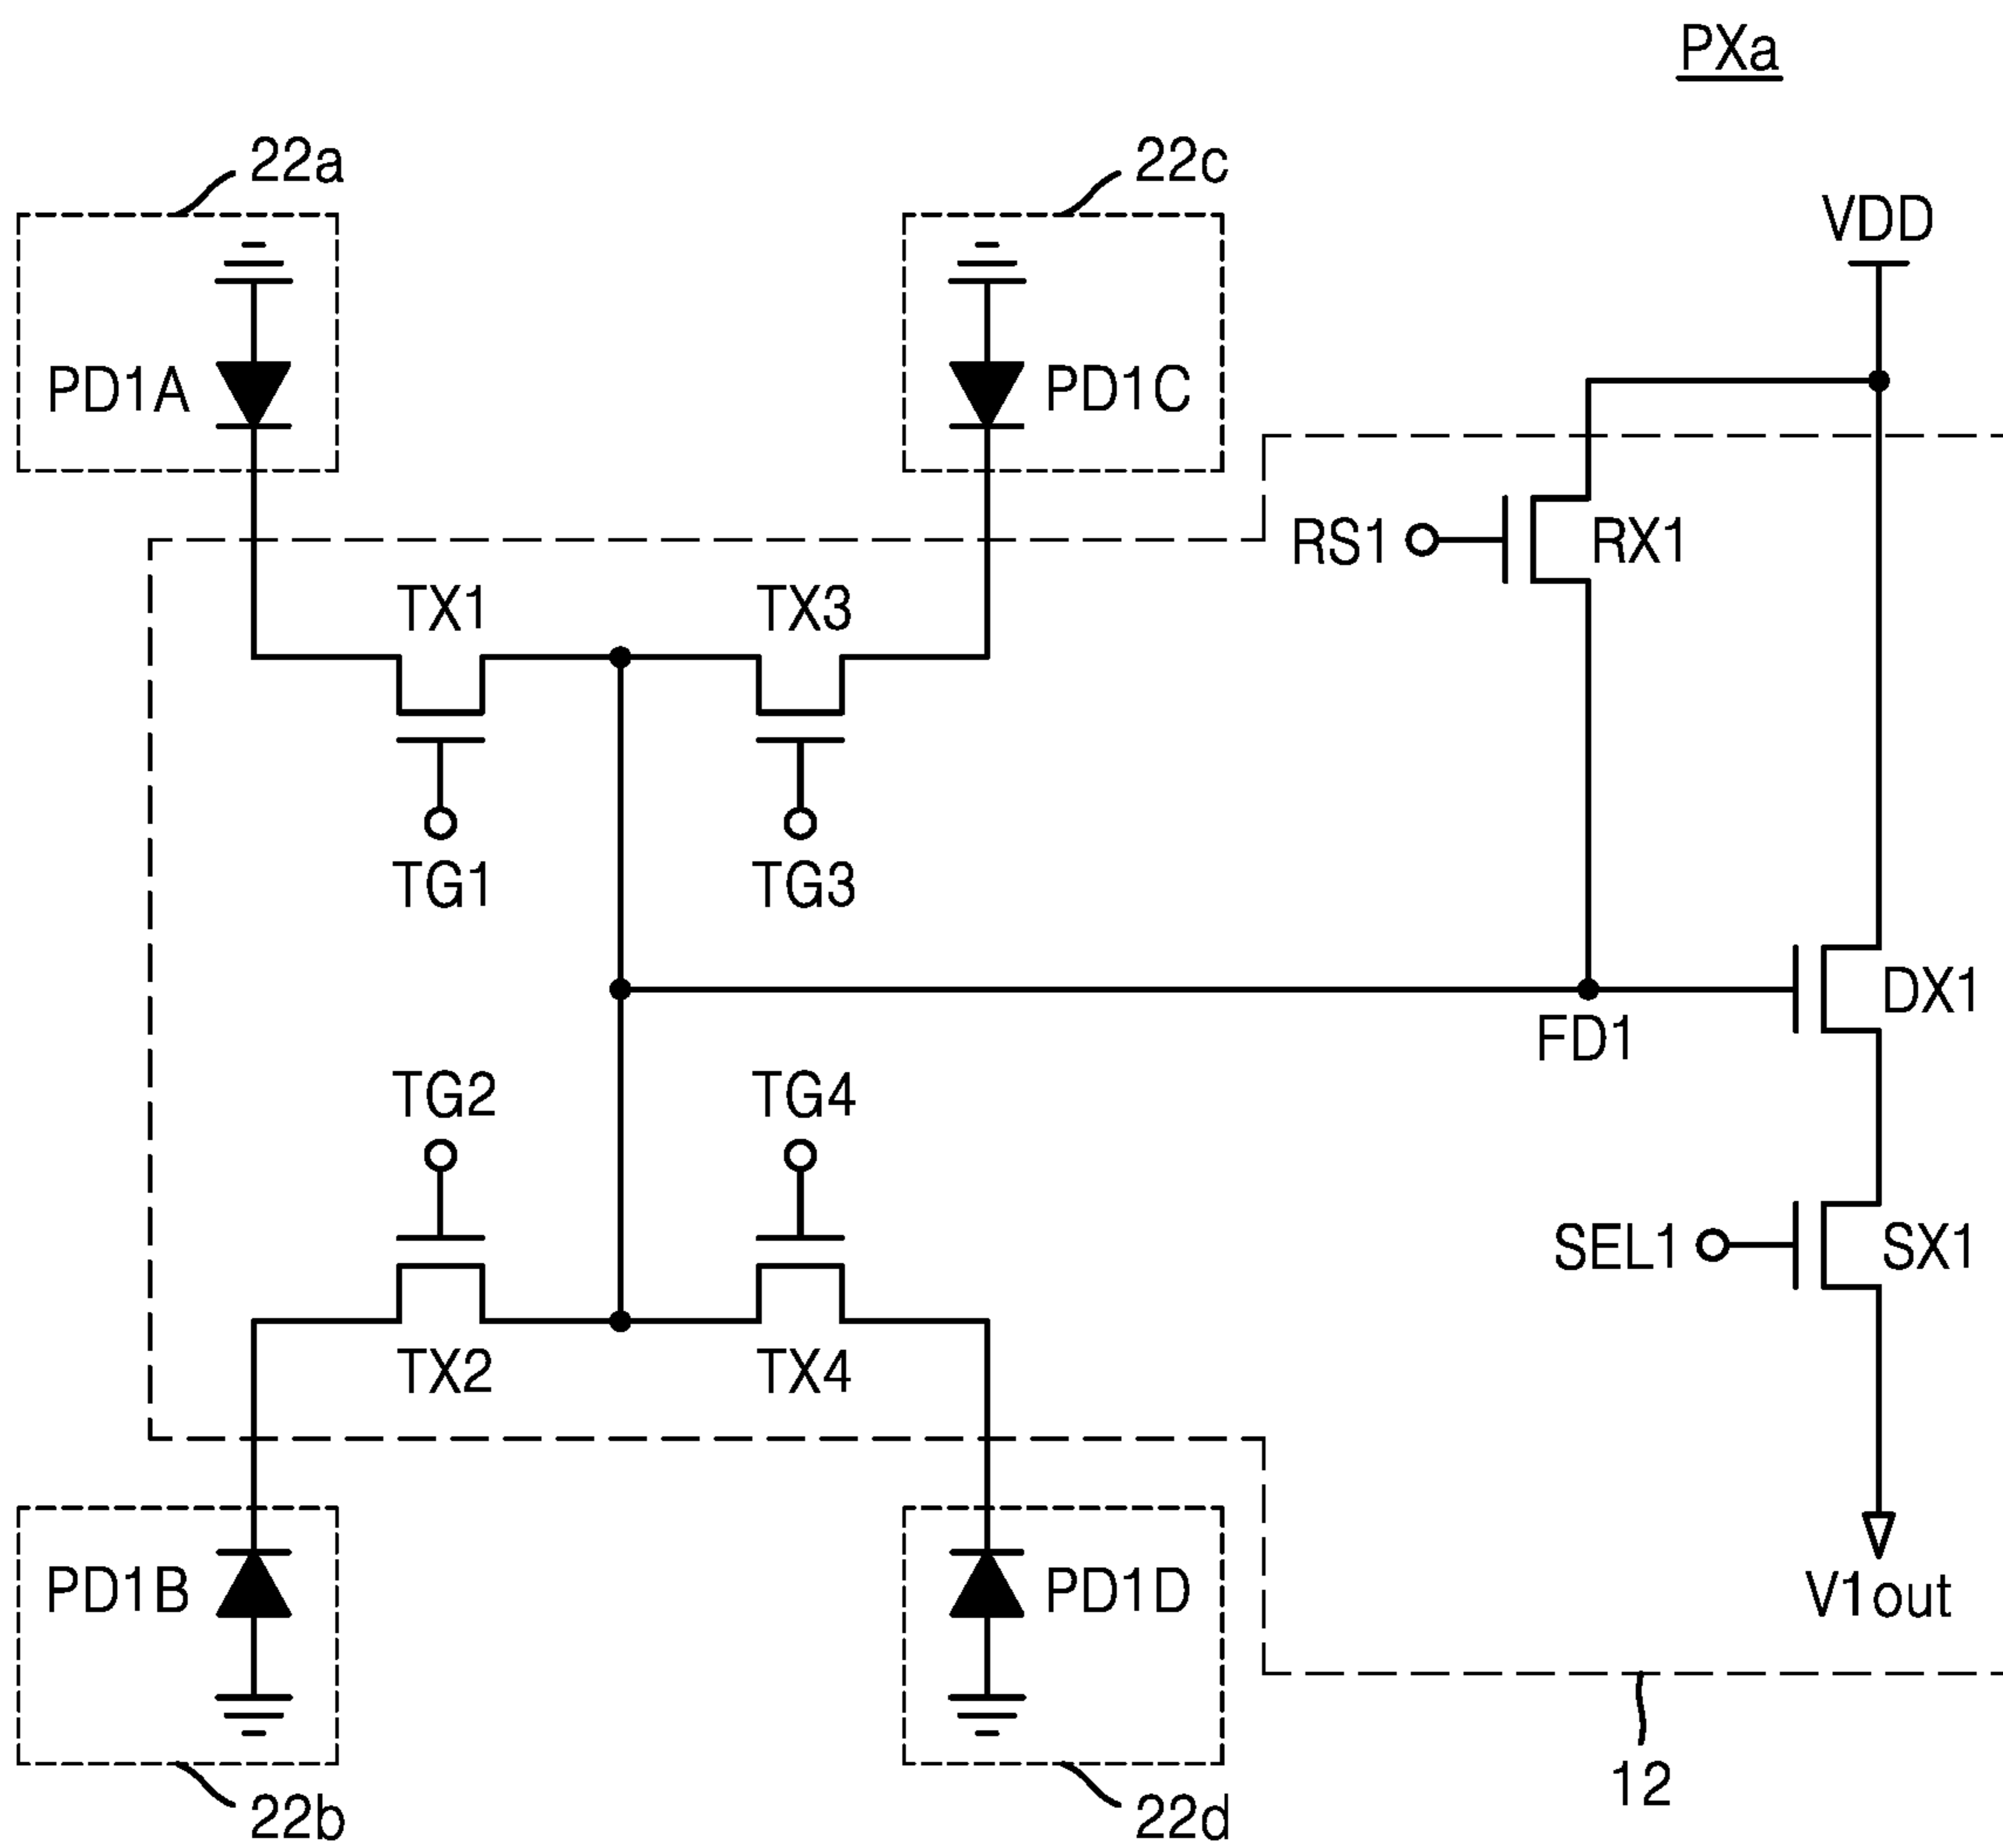 PXa
22a
22c
VDD
PD1A
PD1C
RS1
RX1
TX1
TX3
TG1
TG3
DX1
FD1
TG2
TG4
SEL1
SX1
TX2
TX4
PD1B
PD1D
V1out
12
22b
22d